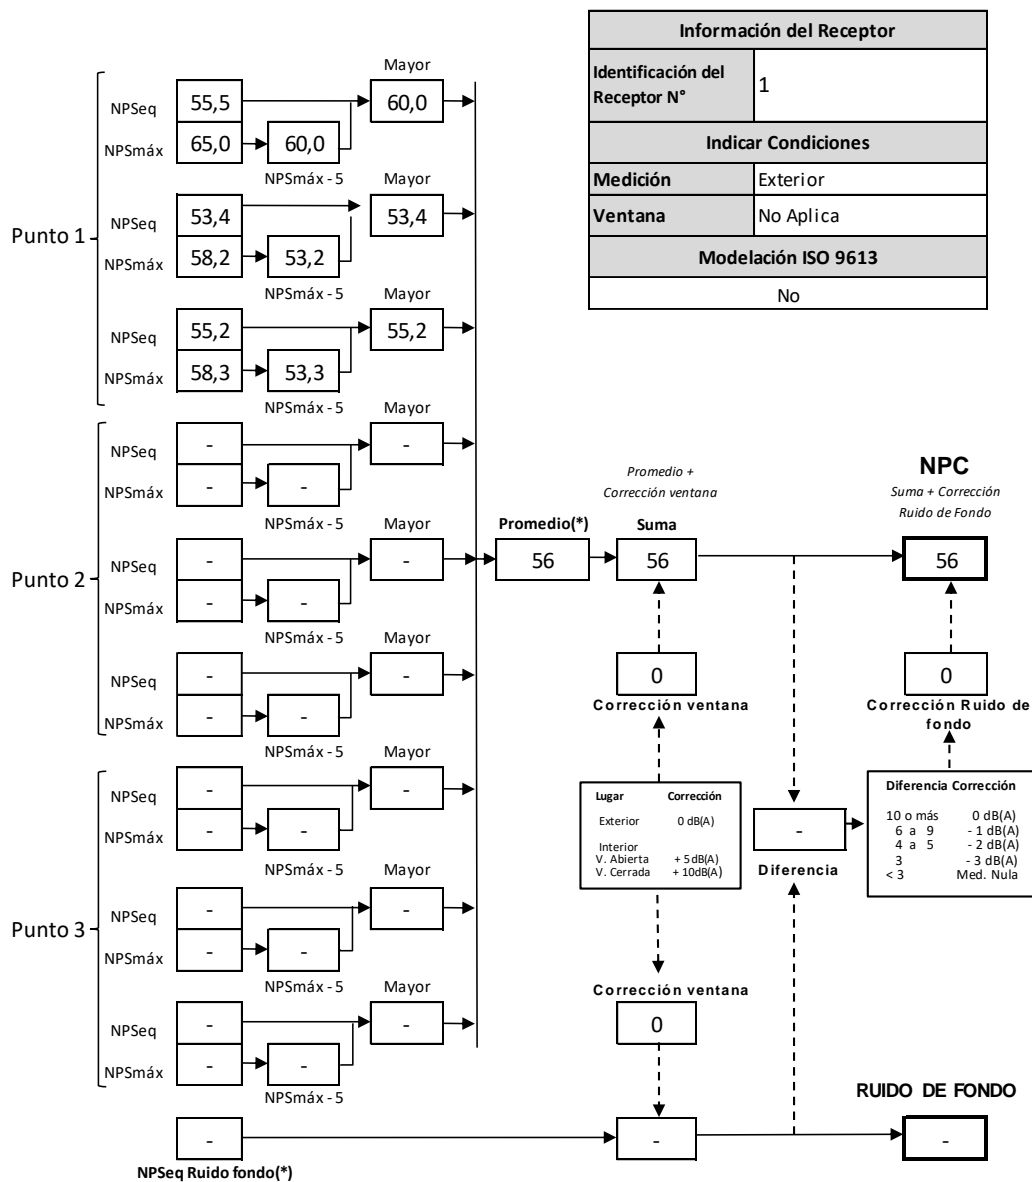 Información del Receptor
Identificación del Receptor N°
1
Indicar Condiciones
Medición
Exterior
Ventana
No Aplica
Modelación ISO 9613
No
Punto 1
Mayor
NPSeq
55,5
60,0
NPSmáx
65,0
60,0
NPSmáx - 5
Mayor
NPSeq
53,4
53,4
NPSmáx
58,2
53,2
NPSmáx - 5
Mayor
NPSeq
55,2
55,2
NPSmáx
58,3
53,3
NPSmáx - 5
Punto 2
Mayor
NPSeq
-
-
NPSmáx
-
-
NPSmáx - 5
Mayor
NPSeq
-
-
NPSmáx
-
-
NPSmáx - 5
Mayor
NPSeq
-
-
NPSmáx
-
-
NPSmáx - 5
Punto 3
Mayor
NPSeq
-
-
NPSmáx
-
-
NPSmáx - 5
Mayor
NPSeq
-
-
NPSmáx
-
-
NPSmáx - 5
Mayor
NPSeq
-
-
NPSmáx
-
-
NPSmáx - 5
Promedio(*)
56
Promedio +
Corrección ventana
Suma
56
NPC
Suma + Corrección
Ruido de Fondo
56
0
Corrección ventana
0
Corrección Ruido de
fondo
Lugar Corrección
Exterior 0 dB(A)
Interior
V. Abierta + 5dB(A)
V. Cerrada + 10dB(A)
-
Diferencia
Diferencia Corrección
10 o más 0 dB(A)
6 a 9 - 1 dB(A)
4 a 5 - 2 dB(A)
3 - 3 dB(A)
< 3 Med. Nula
Corrección ventana
0
RUIDO DE FONDO
-
-
-
NPSeq Ruido fondo(*)